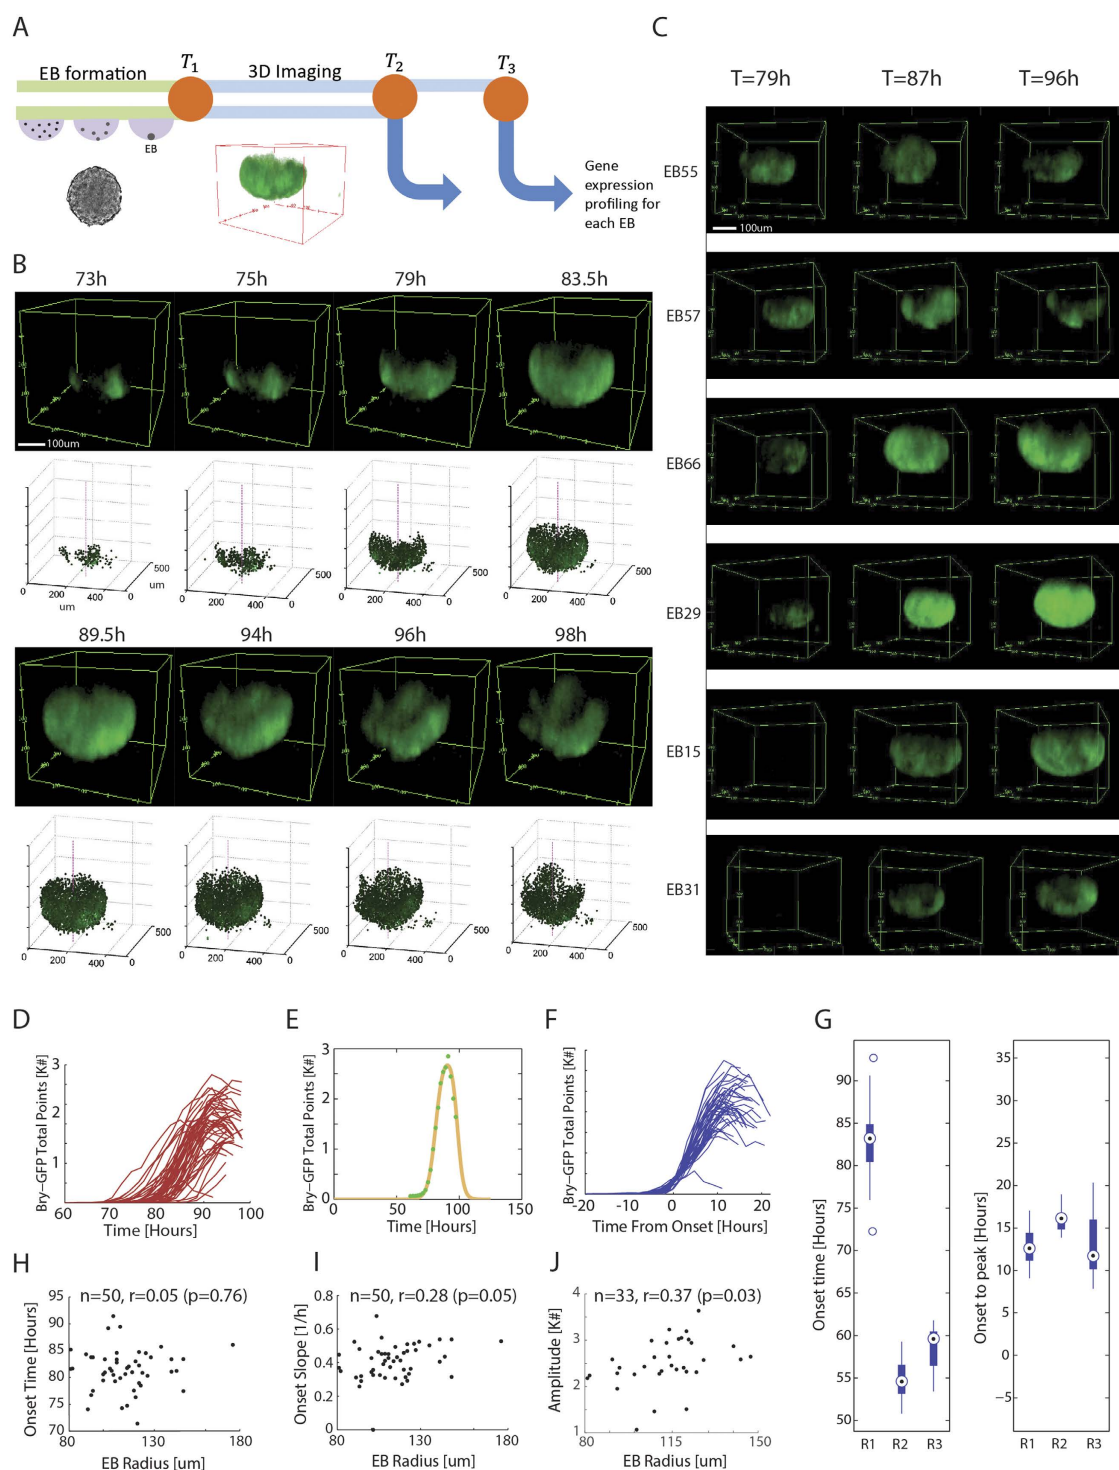 A
EB formation
T1
3D Imaging
T2
T3
EB
Gene
expression
profiling for
each EB
B
73h
75h
79h
83.5h
100um
um
um
0
200
400
0
500
0
200
400
0
500
0
200
400
0
500
0
200
400
0
500
89.5h
94h
96h
98h
0
200
400
0
500
0
200
400
0
500
0
200
400
0
500
0
200
400
0
500
C
T=79h
T=87h
T=96h
EB55
100um
EB57
EB66
EB29
EB15
EB31
D
Bry–GFP Total Points [K#]
3
2
1
60 70 80 90 100
Time [Hours]
E
Bry–GFP Total Points [K#]
3
2
1
0
0 50 100 150
Time [Hours]
F
Bry–GFP Total Points [K#]
-20 -10 0 10 20
Time From Onset [Hours]
G
Onset time [Hours]
90
85
80
75
70
65
60
55
50
R1 R2 R3
Onset to peak [Hours]
35
30
25
20
15
10
5
0
−5
R1 R2 R3
H
n=50, r=0.05 (p=0.76)
Onset Time [Hours]
95
90
85
80
75
70
80 130 180
EB Radius [um]
I
n=50, r=0.28 (p=0.05)
Onset Slope [1/h]
0.8
0.6
0.4
0.2
0
80 130 180
EB Radius [um]
J
n=33, r=0.37 (p=0.03)
Amplitude [K#]
4
3
2
1
81 115 150
EB Radius [um]